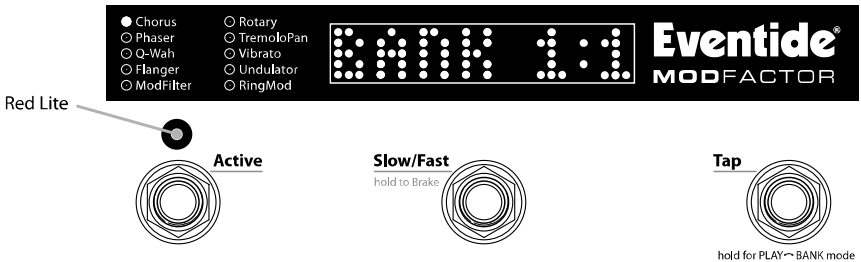 Chorus
Phaser
Q-Wah
Flanger
ModFilter
Rotary
TremoloPan
Vibrato
Undulator
RingMod
BANK 1:1
Eventide®
MODFACTOR
Red Lite
Active
Slow/Fast
hold to Brake
Tap
hold for PLAY~BANK mode